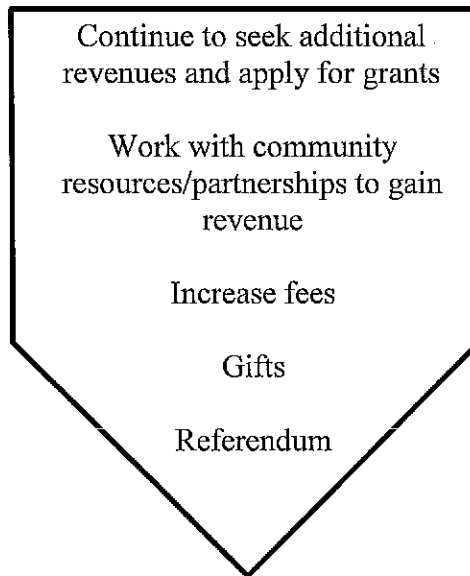 Continue to seek additional
revenues and apply for grants
Work with community
resources/partnerships to gain
revenue
Increase fees
Gifts
Referendum